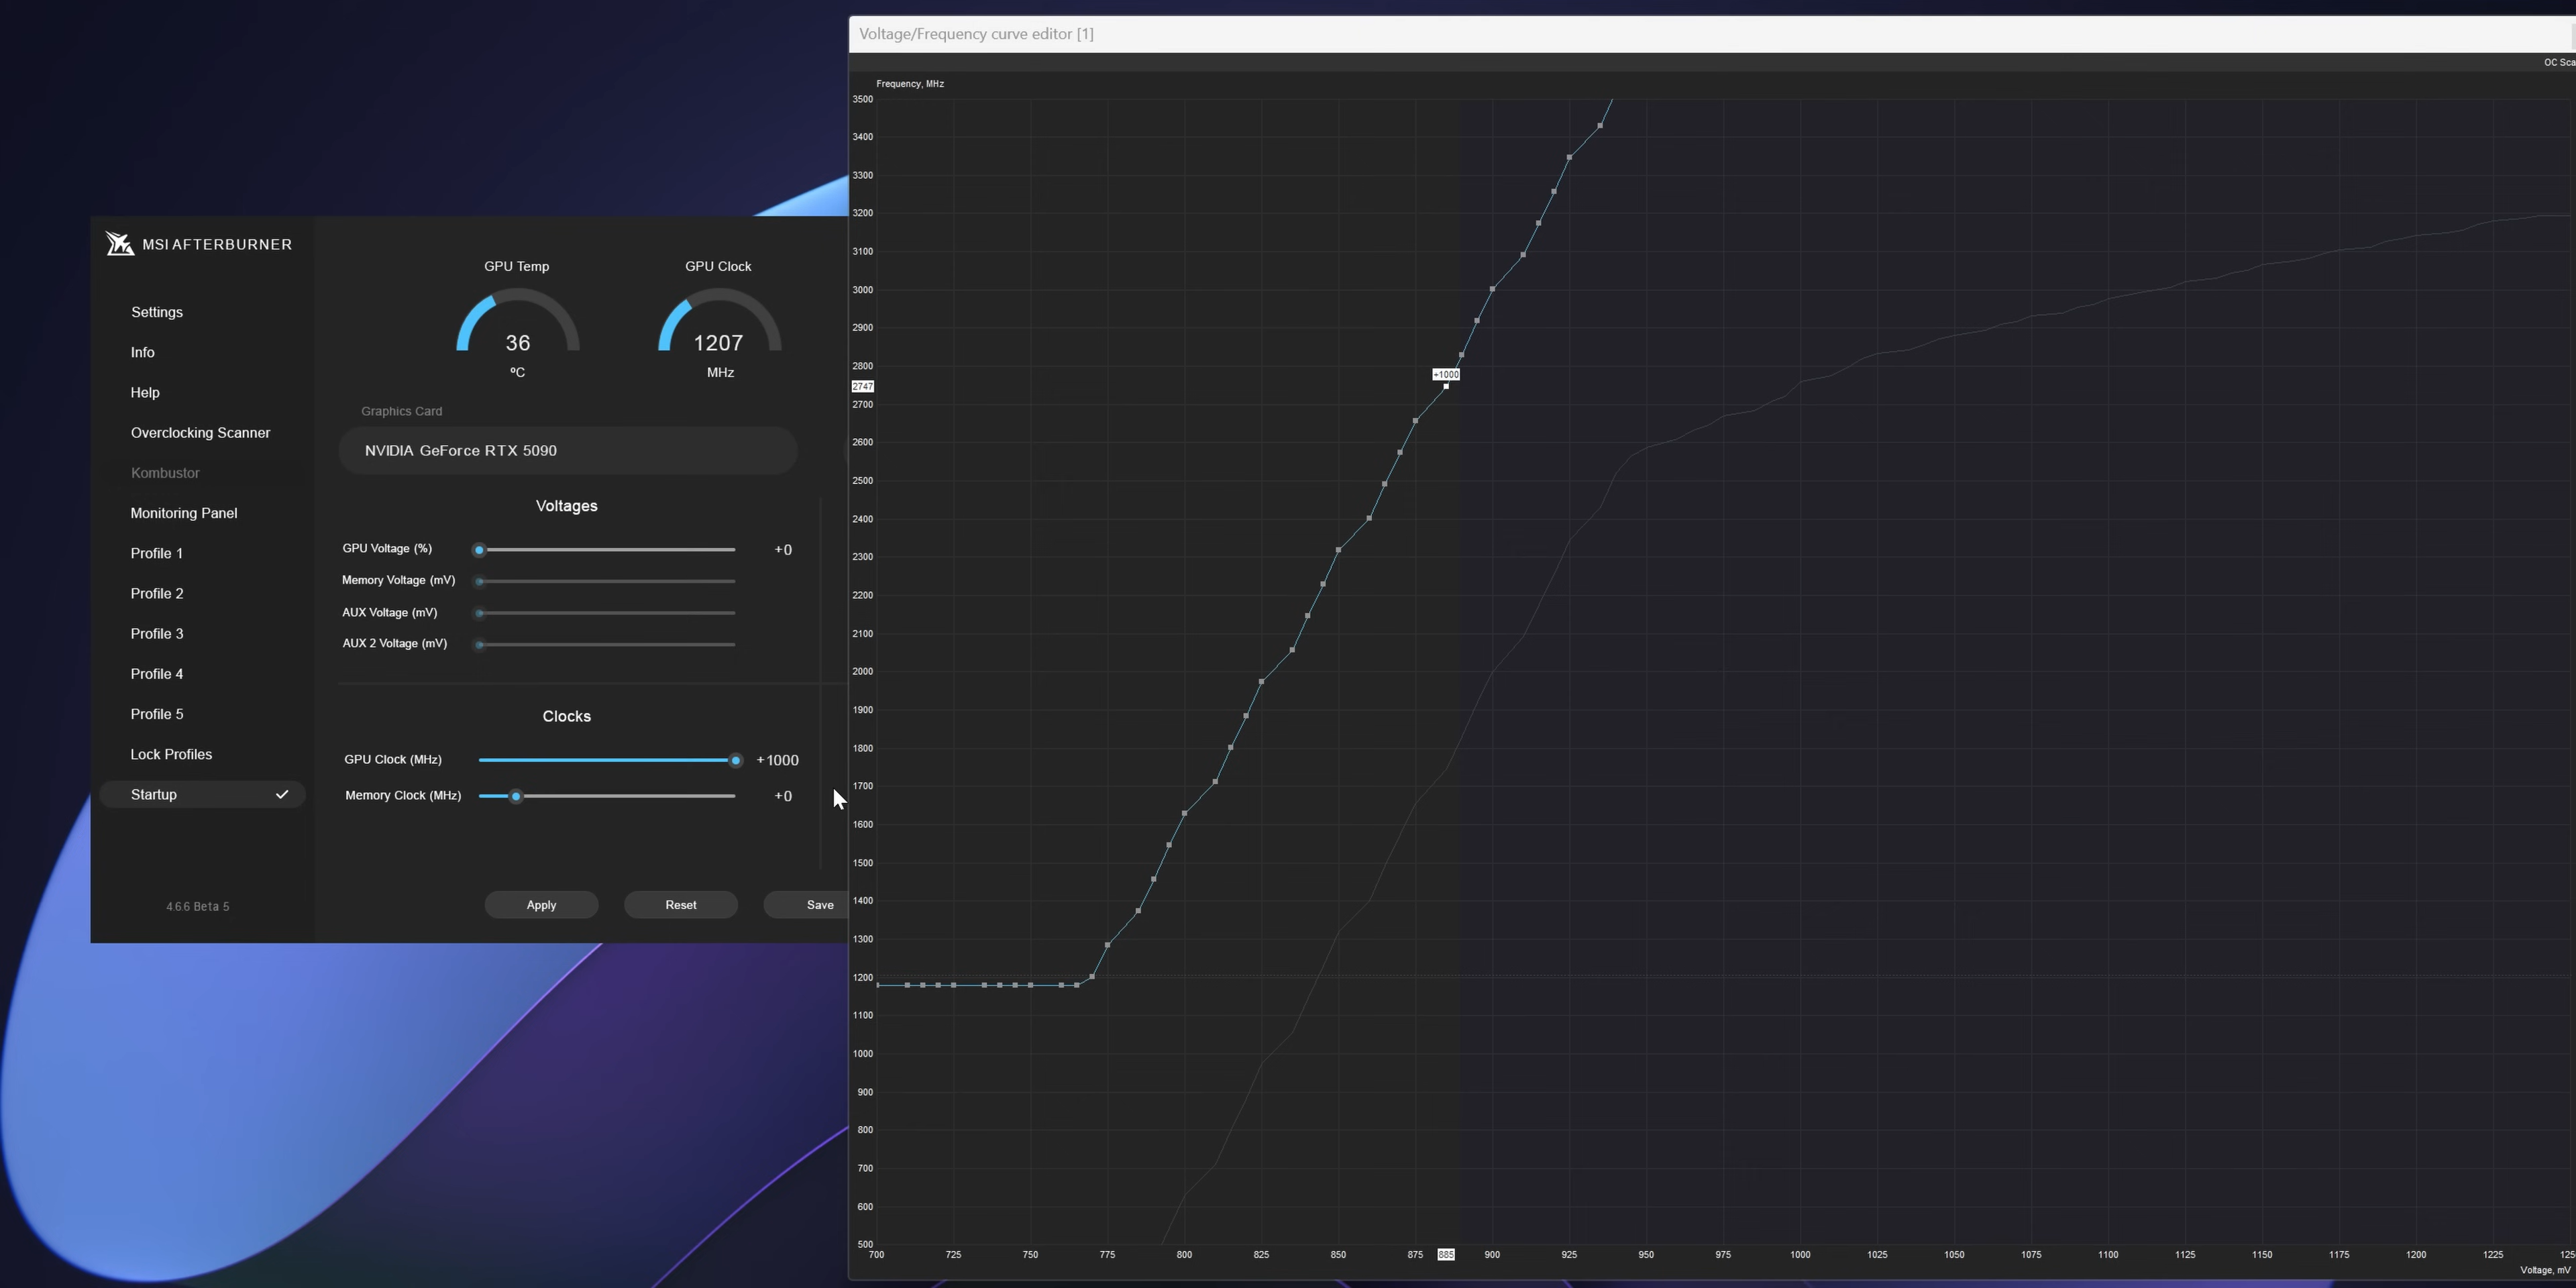 MSI AFTERBURNER
Settings
Info
Help
Overclocking Scanner
Kombustor
Monitoring Panel
Profile 1
Profile 2
Profile 3
Profile 4
Profile 5
Lock Profiles
Startup
4.6.6 Beta 5
GPU Temp
36
ºC
GPU Clock
1207
MHz
Graphics Card
NVIDIA GeForce RTX 5090
Voltages
GPU Voltage (%) +0
Memory Voltage (mV)
AUX Voltage (mV)
AUX 2 Voltage (mV)
Clocks
GPU Clock (MHz) +1000
Memory Clock (MHz) +0
Apply Reset Save
Voltage/Frequency curve editor [1]
OC Sca
Frequency, MHz
3500
3400
3300
3200
3100
3000
2900
2800
+1000
2747
2700
2600
2500
2400
2300
2200
2100
2000
1900
1800
1700
1600
1500
1400
1300
1200
1100
1000
900
800
700
600
500
700 725 750 775 800 825 850 875 885 900 925 950 975 1000 1025 1050 1075 1100 1125 1150 1175 1200 1225 125
Voltage, mV